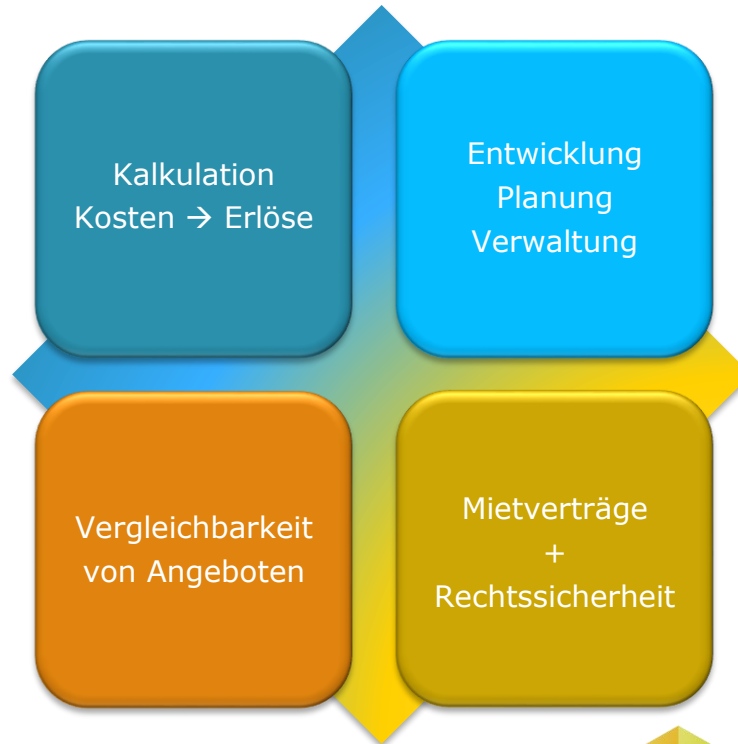 Kalkulation
Kosten → Erlöse
Entwicklung
Planung
Verwaltung
Vergleichbarkeit
von Angeboten
Mietverträge
+
Rechtssicherheit